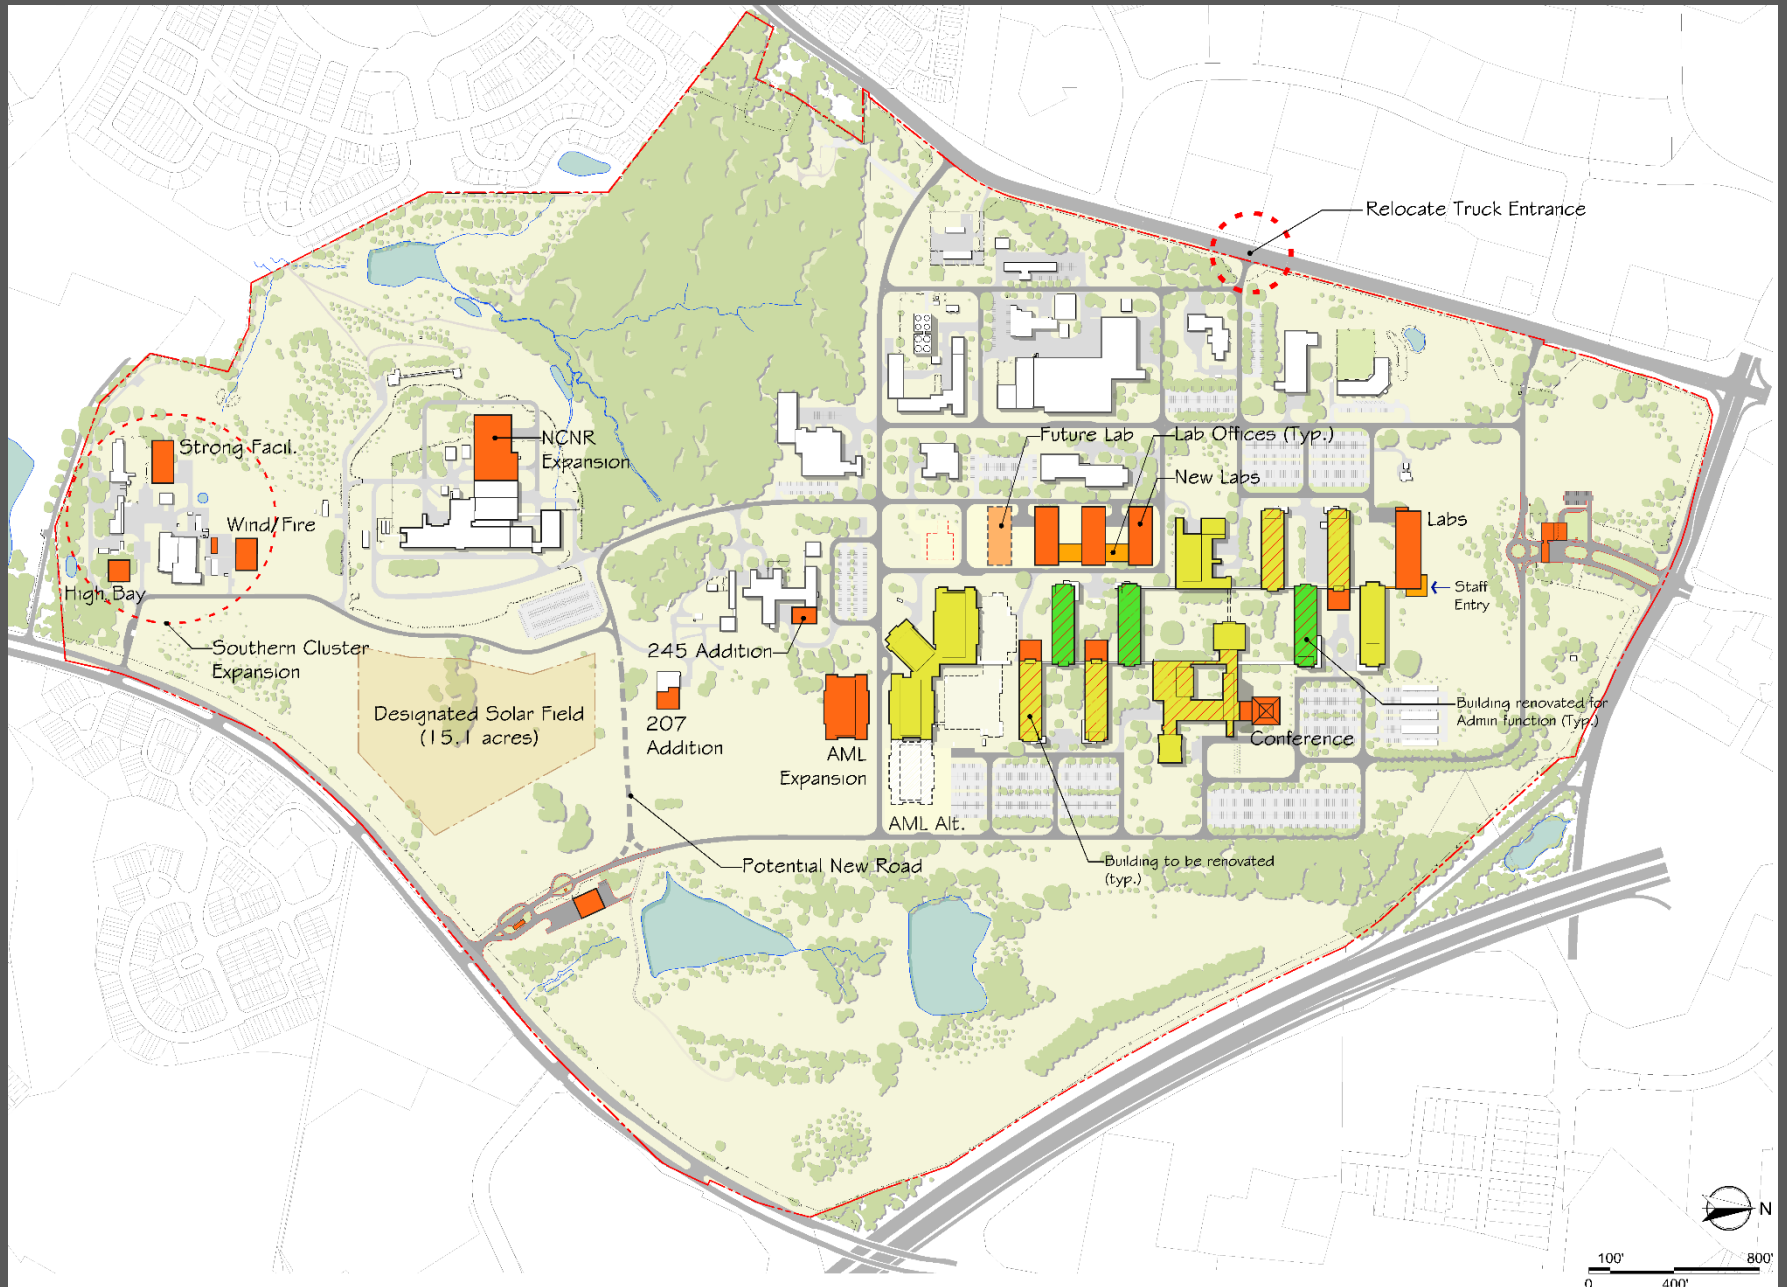 Relocate Truck Entrance
Future Lab
Lab Offices (Typ.)
Strong Facil.
NCNR
Expansion
New Labs
Wind/Fire
Labs
High Bay
Staff
Entry
Southern Cluster
Expansion
245 Addition
Designated Solar Field
(15.1 acres)
207
Addition
Building renovated for
Admin function (Typ.)
Conference
AML
Expansion
AML Alt.
Potential New Road
Building to be renovated
(typ.)
N
100'
800'
0
400'